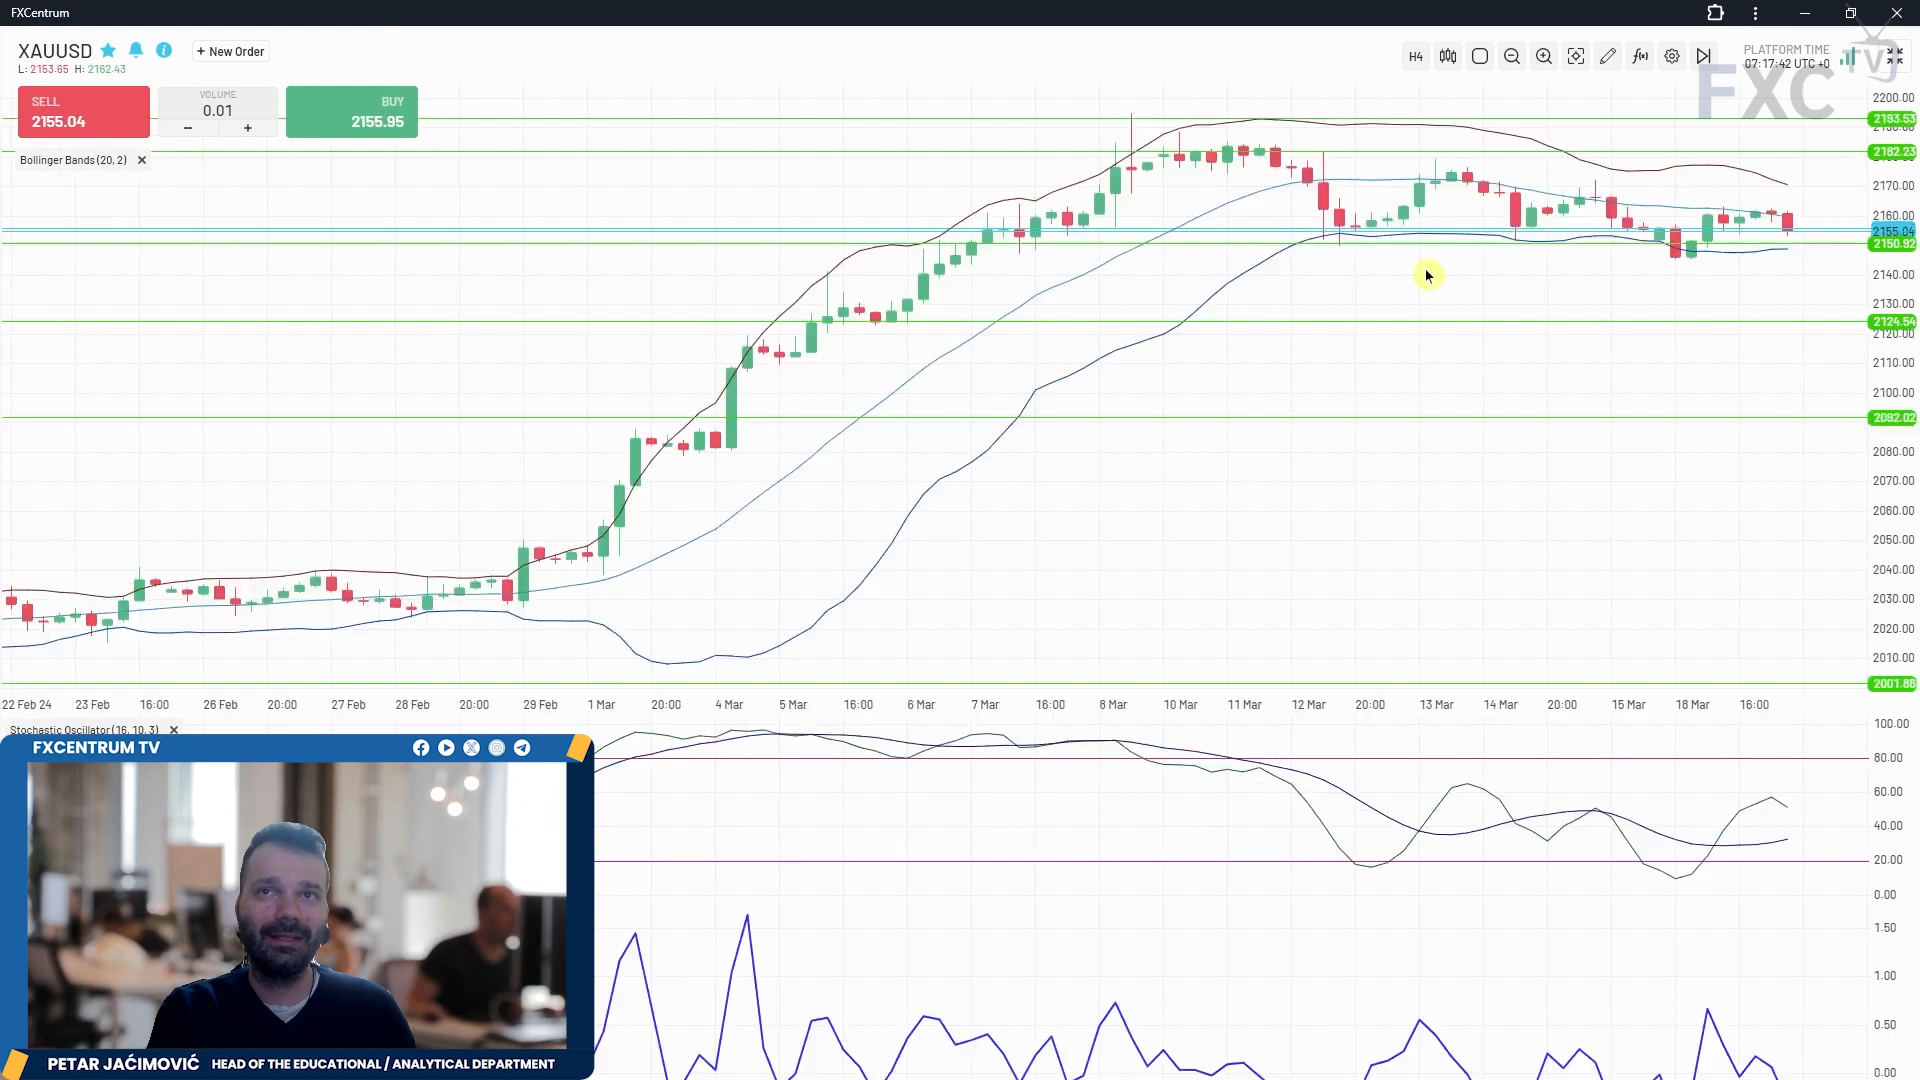 FXCentrum
XAUUSD
+ New Order
L: 2153.65 H: 2162.43
SELL
2155.04
VOLUME
0.01
− +
BUY
2155.95
Bollinger Bands (20, 2) ×
H4
PLATFORM TIME
07:17:42 UTC +0
FXC TV
2200.00
2193.53
2182.23
2170.00
2160.00
2155.04
2150.92
2140.00
2130.00
2124.54
2120.00
2110.00
2100.00
2092.02
2080.00
2070.00
2060.00
2050.00
2040.00
2030.00
2020.00
2010.00
2001.86
22 Feb 24 23 Feb 16:00 26 Feb 20:00 27 Feb 28 Feb 20:00 29 Feb 1 Mar 20:00 4 Mar 5 Mar 16:00 6 Mar 7 Mar 16:00 8 Mar 10 Mar 11 Mar 12 Mar 20:00 13 Mar 14 Mar 20:00 15 Mar 18 Mar 16:00
Stochastic Oscillator (16, 10, 3) ×
100.00
80.00
60.00
40.00
20.00
0.00
1.50
1.00
0.50
0.00
FXCENTRUM TV
PETAR JAĆIMOVIĆ HEAD OF THE EDUCATIONAL / ANALYTICAL DEPARTMENT